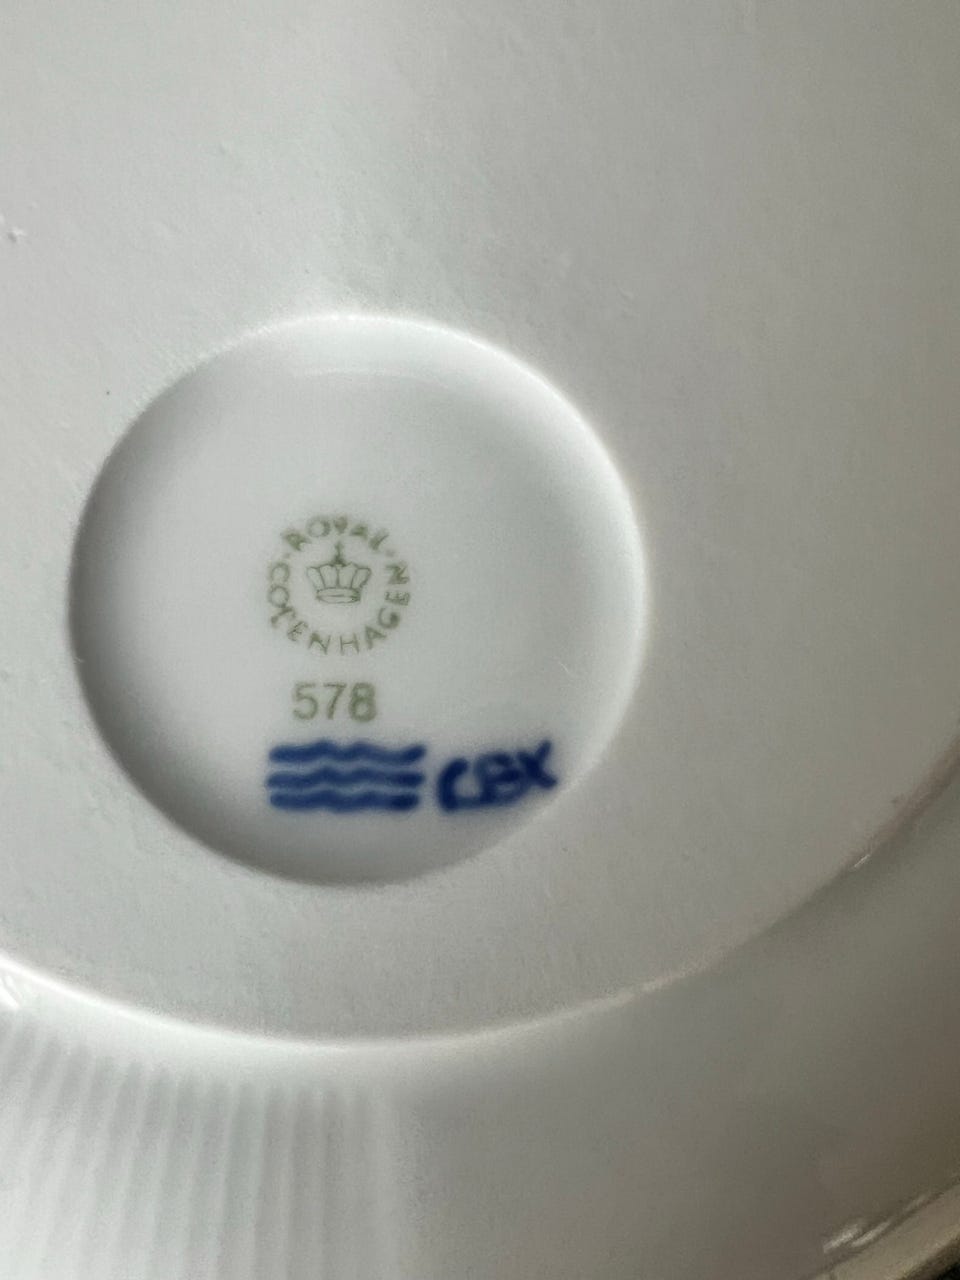 ROYAL
COPENHAGEN
578
CBX